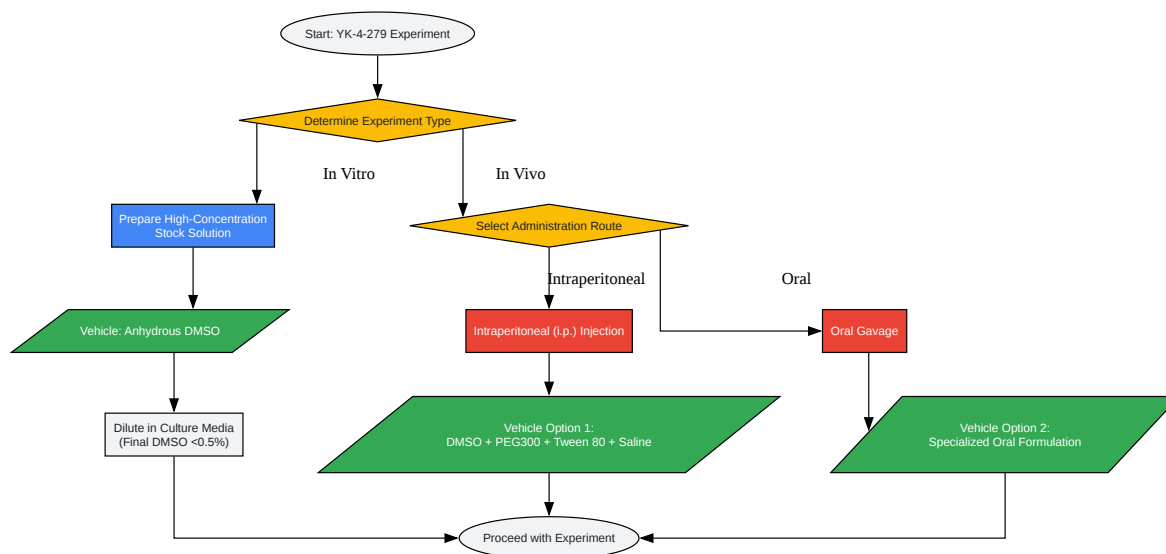 Start: YK-4-279 Experiment
Determine Experiment Type
In Vitro
In Vivo
Prepare High-Concentration
Stock Solution
Select Administration Route
Intraperitoneal
Oral
Vehicle: Anhydrous DMSO
Intraperitoneal (i.p.) Injection
Oral Gavage
Dilute in Culture Media
(Final DMSO <0.5%)
Vehicle Option 1:
DMSO + PEG300 + Tween 80 + Saline
Vehicle Option 2:
Specialized Oral Formulation
Proceed with Experiment